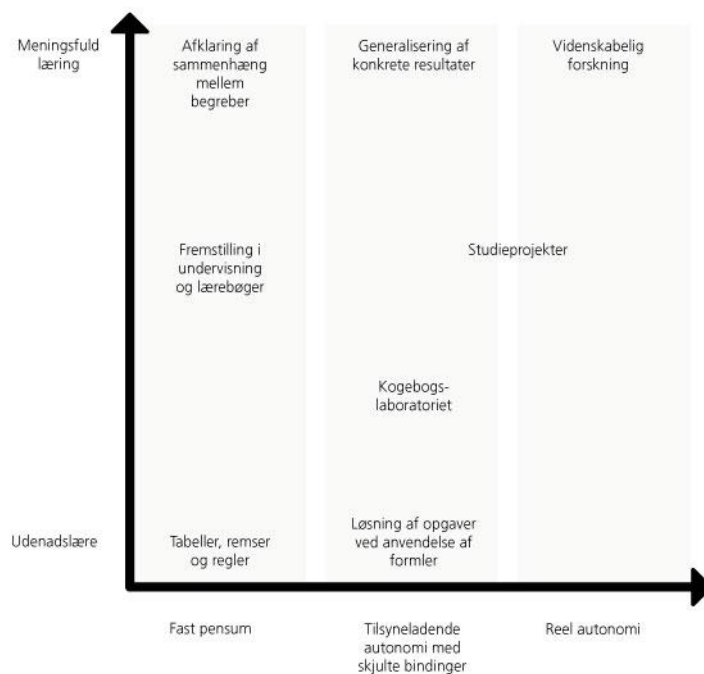 Meningsfuld
læring
Afklaring af
sammenhæng
mellem
begreber
Generalisering af
konkrete resultater
Videnskabelig
forskning
Fremstilling i
undervisning
og lærebøger
Studieprojekter
Kogebogs-
laboratoriet
Udenadslære
Tabeller, remser
og regler
Løsning af opgaver
ved anvendelse af
formler
Fast pensum
Tilsyneladende
autonomi med
skjulte bindinger
Reel autonomi